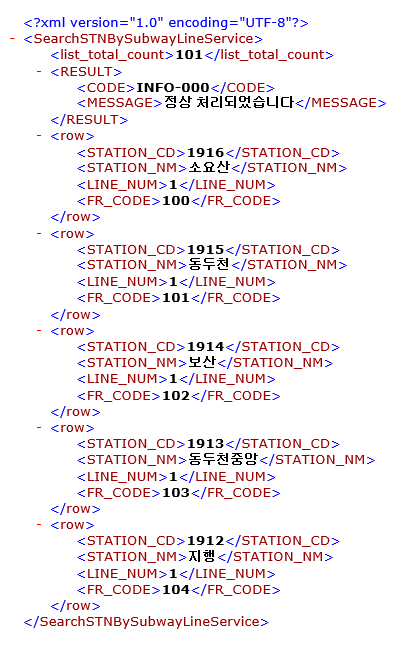 <?xml version="1.0" encoding="UTF-8"?>
- <SearchSTNBySubwayLineService>
<list_total_count>101</list_total_count>
- <RESULT>
<CODE>INFO-000</CODE>
<MESSAGE>정상 처리되었습니다</MESSAGE>
</RESULT>
- <row>
<STATION_CD>1916</STATION_CD>
<STATION_NM>소요산</STATION_NM>
<LINE_NUM>1</LINE_NUM>
<FR_CODE>100</FR_CODE>
</row>
- <row>
<STATION_CD>1915</STATION_CD>
<STATION_NM>동두천</STATION_NM>
<LINE_NUM>1</LINE_NUM>
<FR_CODE>101</FR_CODE>
</row>
- <row>
<STATION_CD>1914</STATION_CD>
<STATION_NM>보산</STATION_NM>
<LINE_NUM>1</LINE_NUM>
<FR_CODE>102</FR_CODE>
</row>
- <row>
<STATION_CD>1913</STATION_CD>
<STATION_NM>동두천중앙</STATION_NM>
<LINE_NUM>1</LINE_NUM>
<FR_CODE>103</FR_CODE>
</row>
- <row>
<STATION_CD>1912</STATION_CD>
<STATION_NM>지행</STATION_NM>
<LINE_NUM>1</LINE_NUM>
<FR_CODE>104</FR_CODE>
</row>
</SearchSTNBySubwayLineService>